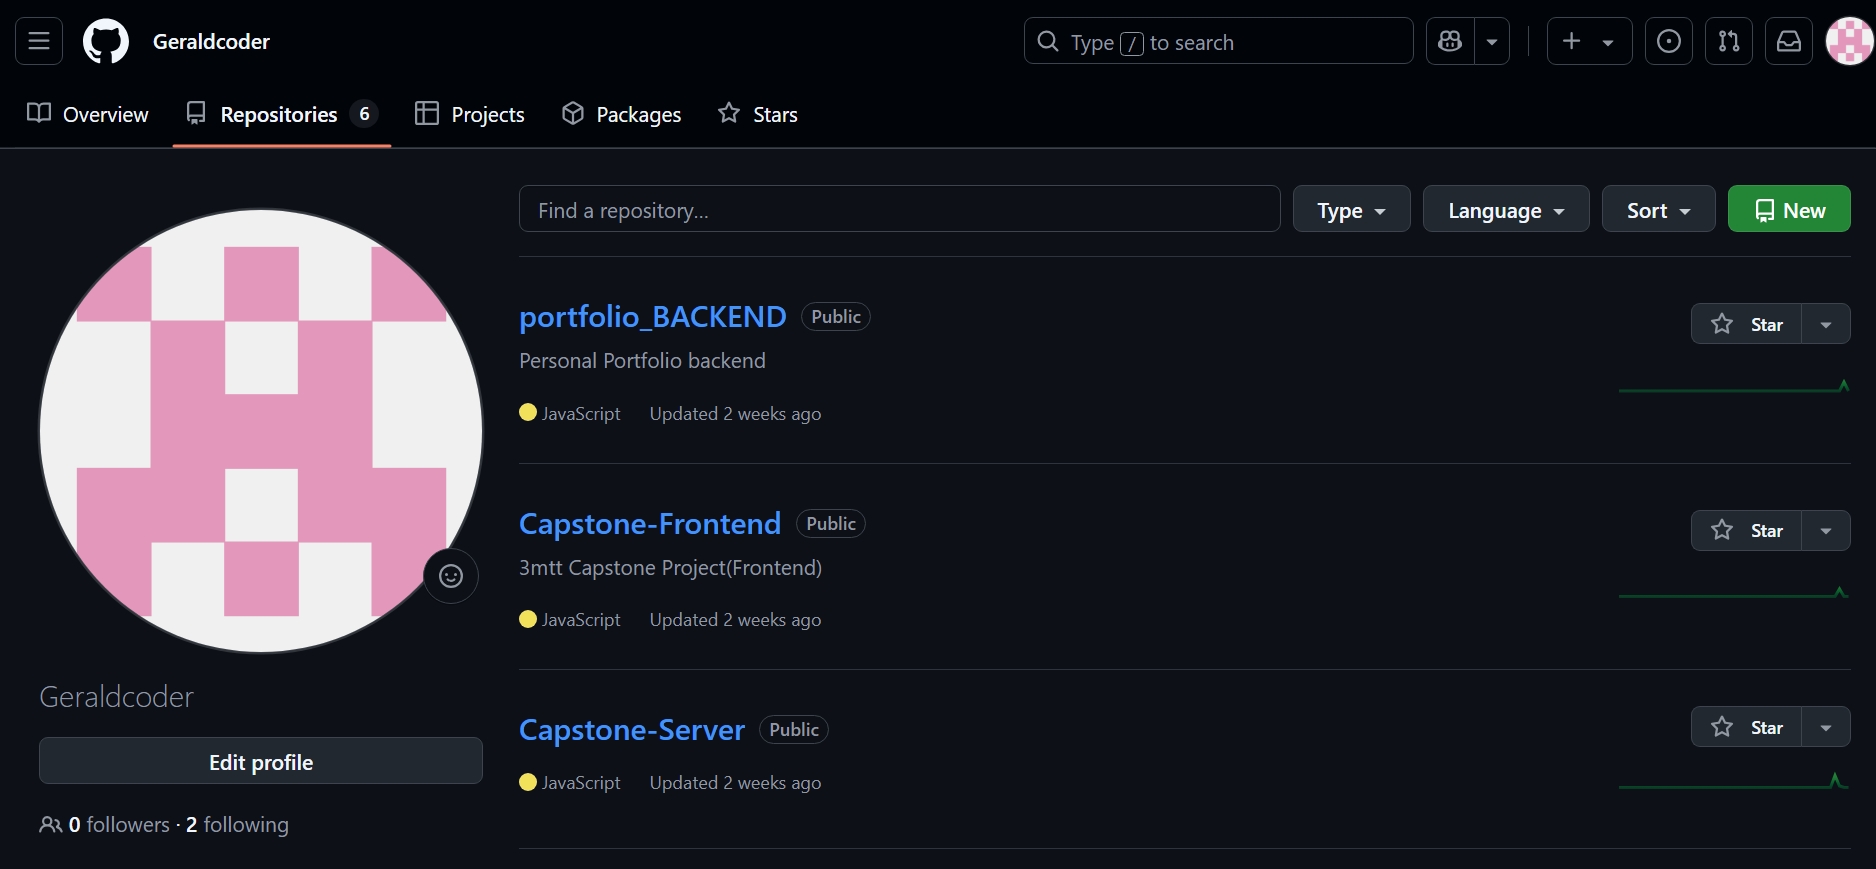 Geraldcoder
Type / to search
Overview
Repositories 6
Projects
Packages
Stars
Find a repository...
Type
Language
Sort
New
portfolio_BACKEND Public
Star
Personal Portfolio backend
JavaScript Updated 2 weeks ago
Capstone-Frontend Public
Star
3mtt Capstone Project(Frontend)
JavaScript Updated 2 weeks ago
Capstone-Server Public
Star
JavaScript Updated 2 weeks ago
Geraldcoder
Edit profile
0 followers · 2 following